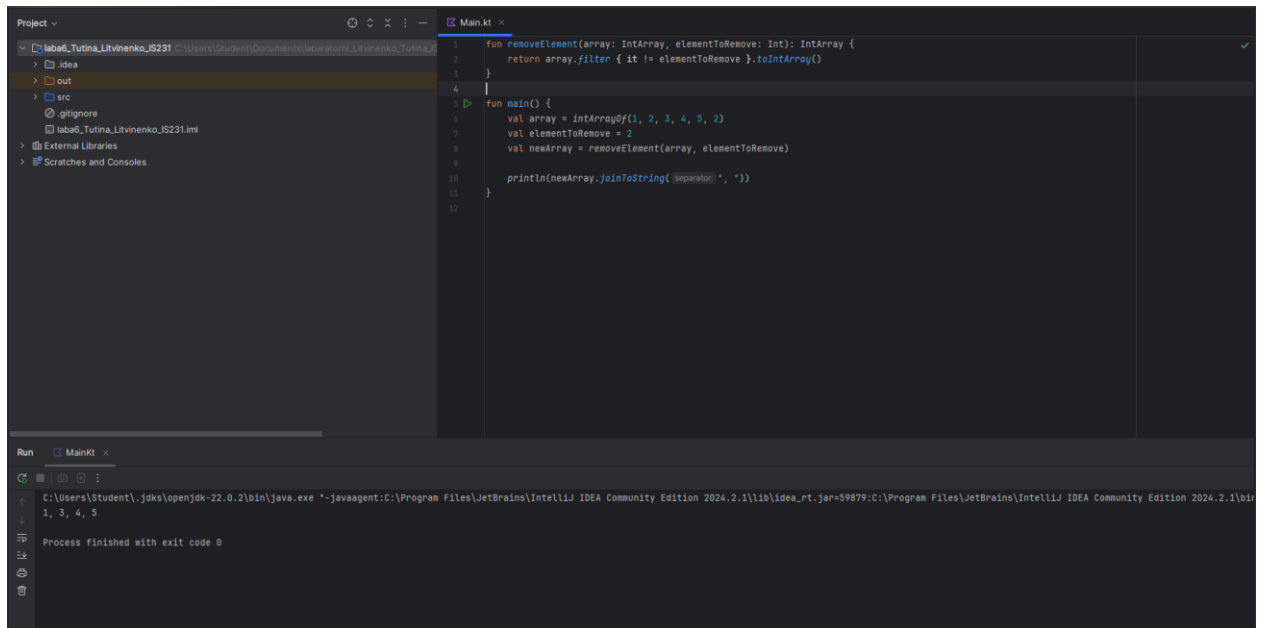 Project
laba6_Tutina_Litvinenko_IS231 C:\Users\Student\Documents\labaratorni_Litvinenko_Tutina_IS
.idea
out
src
.gitignore
laba6_Tutina_Litvinenko_IS231.iml
External Libraries
Scratches and Consoles
Main.kt
1 fun removeElement(array: IntArray, elementToRemove: Int): IntArray {
2 return array.filter { it != elementToRemove }.toIntArray()
3 }
4
5 fun main() {
6 val array = intArrayOf(1, 2, 3, 4, 5, 2)
7 val elementToRemove = 2
8 val newArray = removeElement(array, elementToRemove)
9
10 println(newArray.joinToString( separator: ", "))
11 }
12
Run MainKt
C:\Users\Student\.jdks\openjdk-22.0.2\bin\java.exe "-javaagent:C:\Program Files\JetBrains\IntelliJ IDEA Community Edition 2024.2.1\lib\idea_rt.jar=59879:C:\Program Files\JetBrains\IntelliJ IDEA Community Edition 2024.2.1\bin
1, 3, 4, 5
Process finished with exit code 0